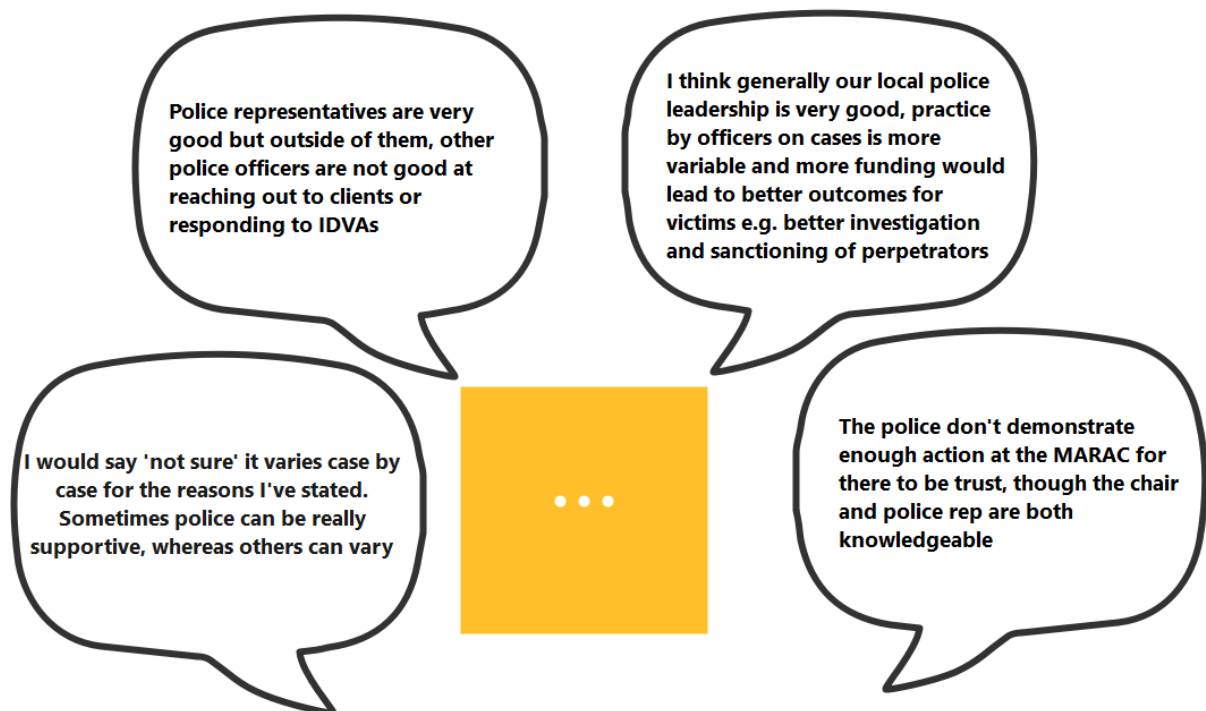 Police representatives are very
good but outside of them, other
police officers are not good at
reaching out to clients or
responding to IDVAs
I think generally our local police
leadership is very good, practice
by officers on cases is more
variable and more funding would
lead to better outcomes for
victims e.g. better investigation
and sanctioning of perpetrators
I would say 'not sure' it varies case by
case for the reasons I've stated.
Sometimes police can be really
supportive, whereas others can vary
The police don't demonstrate
enough action at the MARAC for
there to be trust, though the chair
and police rep are both
knowledgeable